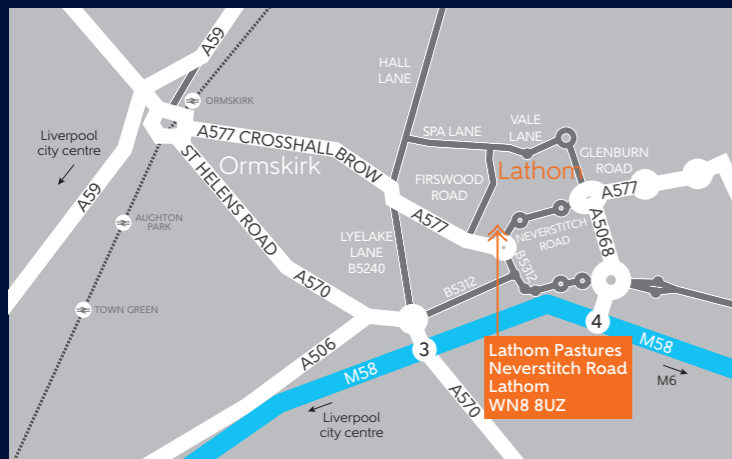 A59
HALL
LANE
ORMSKIRK
VALE
LANE
SPA LANE
Liverpool
city centre
A577 CROSSHALL BROW
GLENBURN
ROAD
Ormskirk
Lathom
FIRSWOOD
ROAD
A577
ST HELENS ROAD
A59
A577
A5068
AUGHTON
PARK
NEVERSTITCH
ROAD
LYELAKE
LANE
B5240
B5312
A570
B5312
TOWN GREEN
3
4
A506
M58
M58
Lathom Pastures
Neverstitch Road
Lathom
WN8 8UZ
M6
A570
Liverpool
city centre